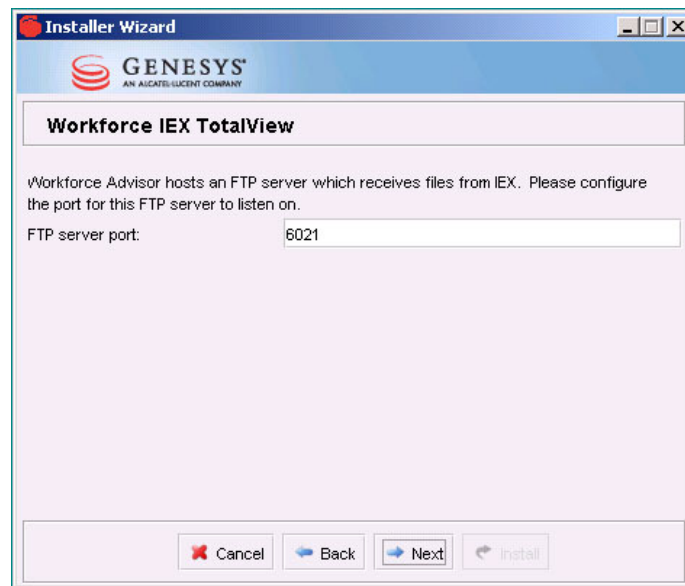 Installer Wizard
GENESYS
AN ALCATEL-LUCENT COMPANY
Workforce IEX TotalView
Workforce Advisor hosts an FTP server which receives files from IEX. Please configure
the port for this FTP server to listen on.
FTP server port: 6021
Cancel Back Next Install